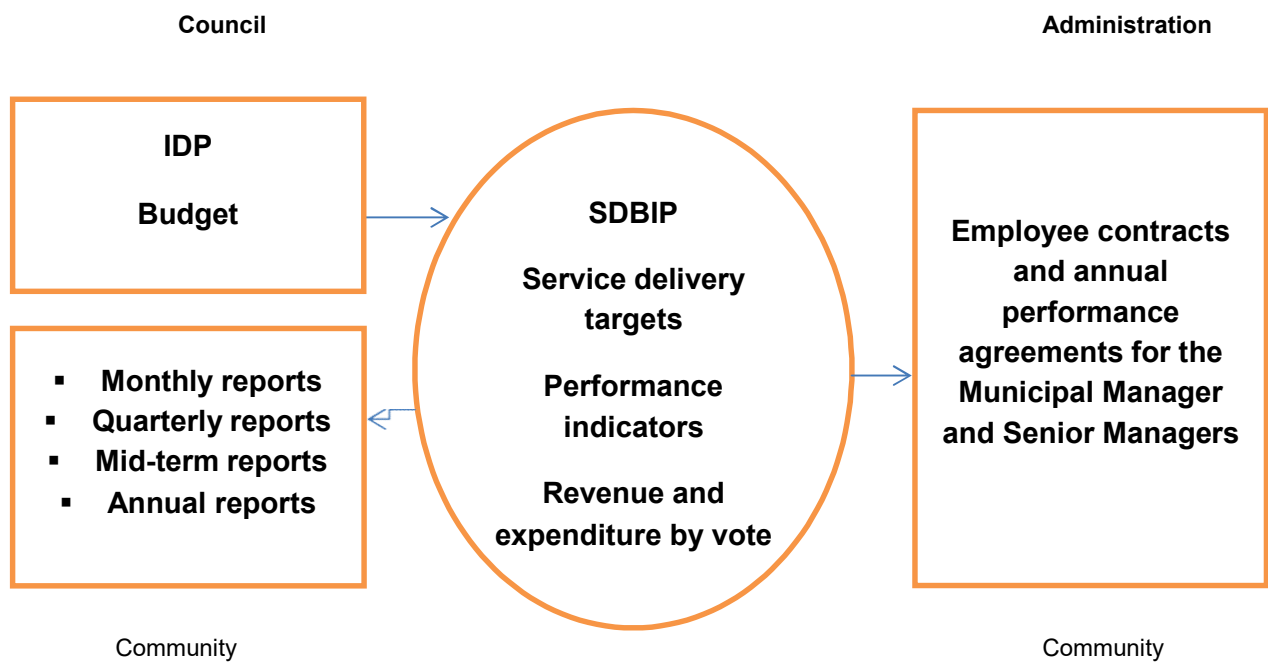 Council
Administration
IDP
Budget
▪ Monthly reports
▪ Quarterly reports
▪ Mid-term reports
▪ Annual reports
SDBIP
Service delivery
targets
Performance
indicators
Revenue and
expenditure by vote
Employee contracts
and annual
performance
agreements for the
Municipal Manager
and Senior Managers
Community
Community